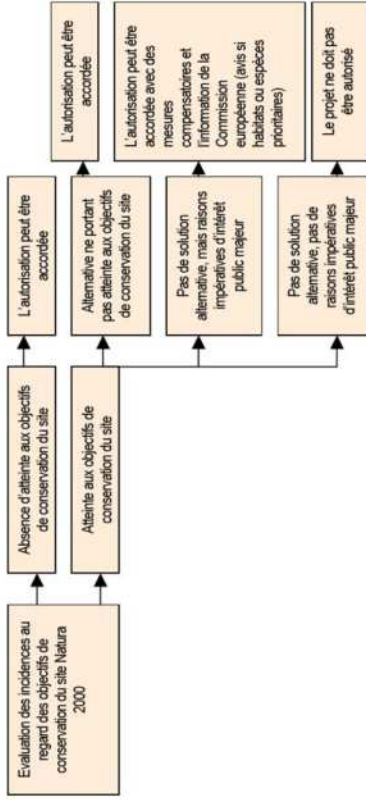 Evaluation des incidences au
regard des objectifs de
conservation du site Natura
2000
Absence d'atteinte aux objectifs
de conservation du site
L'autorisation peut être
accordée
Atteinte aux objectifs de
conservation du site
Alternative ne portant
pas atteinte aux objectifs
de conservation du site
L'autorisation peut être
accordée
Pas de solution
alternative, mais raisons
impératives d'intérêt
public majeur
L'autorisation peut être
accordée avec des
mesures
compensatoires et
l'information de la
Commission
européenne (avis si
habitats ou espèces
prioritaires)
Pas de solution
alternative, pas de
raisons impératives
d'intérêt public majeur
Le projet ne doit pas
être autorisé